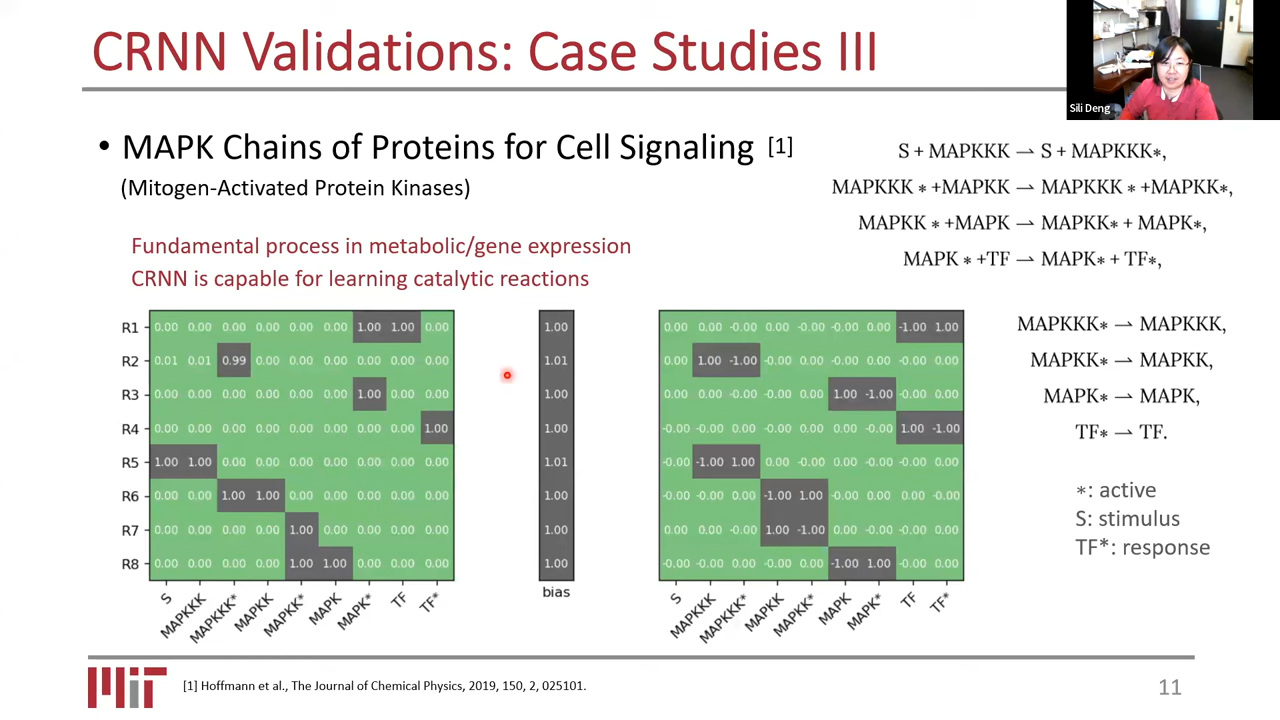 CRNN Validations: Case Studies III
Sili Deng
• MAPK Chains of Proteins for Cell Signaling [1]
(Mitogen-Activated Protein Kinases)
Fundamental process in metabolic/gene expression
CRNN is capable for learning catalytic reactions
S + MAPKKK ⇀ S + MAPKKK∗,
MAPKKK ∗ +MAPKK ⇀ MAPKKK ∗ +MAPKK∗,
MAPKK ∗ +MAPK ⇀ MAPKK∗ + MAPK∗,
MAPK ∗ +TF ⇀ MAPK∗ + TF∗,
R1 0.00 0.00 0.00 0.00 0.00 0.00 1.00 1.00 0.00
R2 0.01 0.01 0.99 0.00 0.00 0.00 0.00 0.00 0.00
R3 0.00 0.00 0.00 0.00 0.00 0.00 1.00 0.00 0.00
R4 0.00 0.00 0.00 0.00 0.00 0.00 0.00 0.00 1.00
R5 1.00 1.00 0.00 0.00 0.00 0.00 0.00 0.00 0.00
R6 0.00 0.00 1.00 1.00 0.00 0.00 0.00 0.00 0.00
R7 0.00 0.00 0.00 0.00 1.00 0.00 0.00 0.00 0.00
R8 0.00 0.00 0.00 0.00 1.00 1.00 0.00 0.00 0.00
S MAPKKK MAPKKK* MAPKK MAPKK* MAPK MAPK* TF TF*
1.00
1.01
1.00
1.00
1.01
1.00
1.00
1.00
bias
0.00 0.00 -0.00 0.00 -0.00 -0.00 0.00 -1.00 1.00
0.00 1.00 -1.00 -0.00 0.00 -0.00 0.00 -0.00 0.00
0.00 0.00 -0.00 -0.00 0.00 1.00 -1.00 -0.00 0.00
-0.00 -0.00 0.00 -0.00 0.00 0.00 -0.00 1.00 -1.00
-0.00 -1.00 1.00 0.00 -0.00 0.00 -0.00 -0.00 0.00
-0.00 -0.00 0.00 -1.00 1.00 -0.00 0.00 0.00 -0.00
0.00 0.00 -0.00 1.00 -1.00 0.00 -0.00 -0.00 0.00
-0.00 -0.00 0.00 -0.00 0.00 -1.00 1.00 -0.00 0.00
S MAPKKK MAPKKK* MAPKK MAPKK* MAPK MAPK* TF TF*
MAPKKK∗ ⇀ MAPKKK,
MAPKK∗ ⇀ MAPKK,
MAPK∗ ⇀ MAPK,
TF∗ ⇀ TF.
∗: active
S: stimulus
TF*: response
MIT
[1] Hoffmann et al., The Journal of Chemical Physics, 2019, 150, 2, 025101.
11